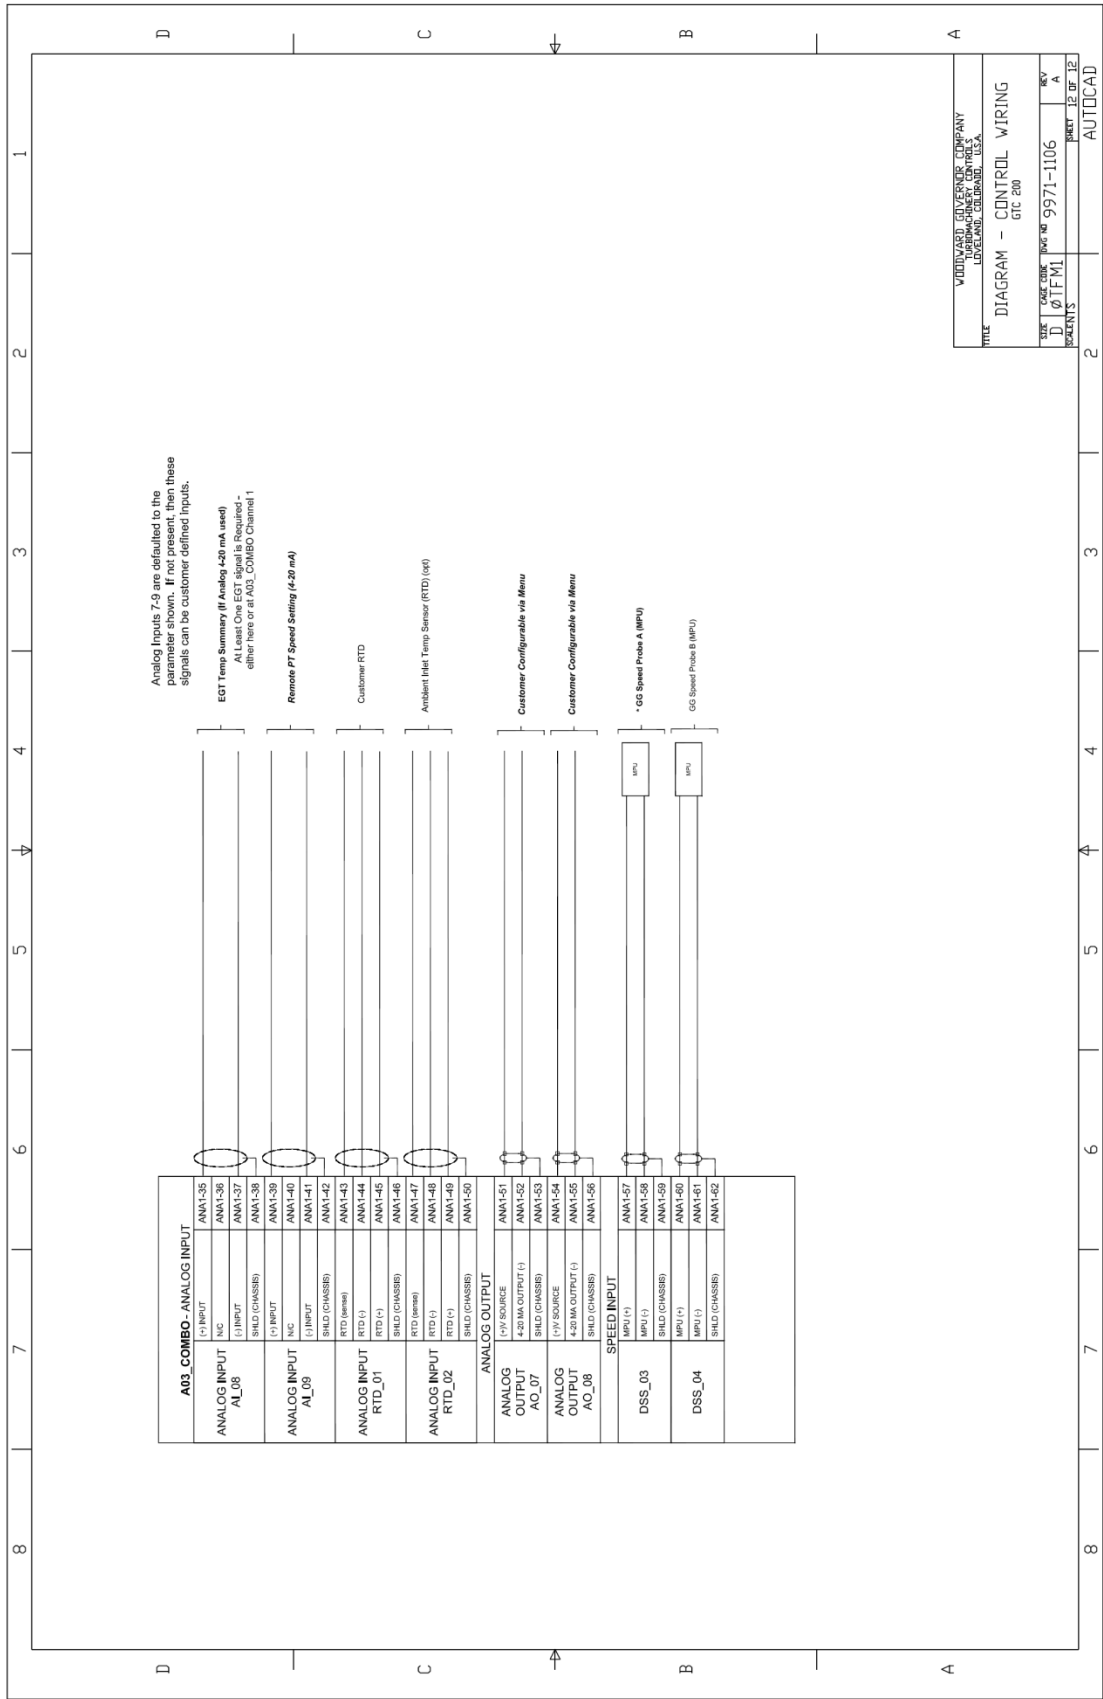 8
7
6
5
4
3
2
1
D
C
B
A
D
C
B
A
Analog Inputs 7-9 are defaulted to the
parameter shown. If not present, then these
signals can be customer defined inputs.
A03_COMBO - ANALOG INPUT
ANALOG INPUT
AI_08
(+) INPUT ANA1-35
N/C ANA1-36
(-) INPUT ANA1-37
SHLD (CHASSIS) ANA1-38
EGT Temp Summary (If Analog 4-20 mA used)
At Least One EGT signal is Required -
either here or at A03_COMBO Channel 1
ANALOG INPUT
AI_09
(+) INPUT ANA1-39
N/C ANA1-40
(-) INPUT ANA1-41
SHLD (CHASSIS) ANA1-42
Remote PT Speed Setting (4-20 mA)
ANALOG INPUT
RTD_01
RTD (sense) ANA1-43
RTD (-) ANA1-44
RTD (+) ANA1-45
SHLD (CHASSIS) ANA1-46
Customer RTD
ANALOG INPUT
RTD_02
RTD (sense) ANA1-47
RTD (-) ANA1-48
RTD (+) ANA1-49
SHLD (CHASSIS) ANA1-50
Ambient Inlet Temp Sensor (RTD) (opt)
ANALOG OUTPUT
ANALOG
OUTPUT
AO_07
(+)V SOURCE ANA1-51
4-20 MA OUTPUT (-) ANA1-52
SHLD (CHASSIS) ANA1-53
Customer Configurable via Menu
ANALOG
OUTPUT
AO_08
(+)V SOURCE ANA1-54
4-20 MA OUTPUT (-) ANA1-55
SHLD (CHASSIS) ANA1-56
Customer Configurable via Menu
SPEED INPUT
DSS_03
MPU (+) ANA1-57
MPU (-) ANA1-58
SHLD (CHASSIS) ANA1-59
MPU
* GG Speed Probe A (MPU)
DSS_04
MPU (+) ANA1-60
MPU (-) ANA1-61
SHLD (CHASSIS) ANA1-62
MPU
GG Speed Probe B (MPU)
WOODWARD GOVERNOR COMPANY
TURBOMACHINERY CONTROLS
LOVELAND, COLORADO, U.S.A.
TITLE
DIAGRAM - CONTROL WIRING
GTC 200
SIZE D
CAGE CODE ØTFM1
DWG NO 9971-1106
REV A
SCALE NTS
SHEET 12 OF 12
8
7
6
5
4
3
2
AUTOCAD